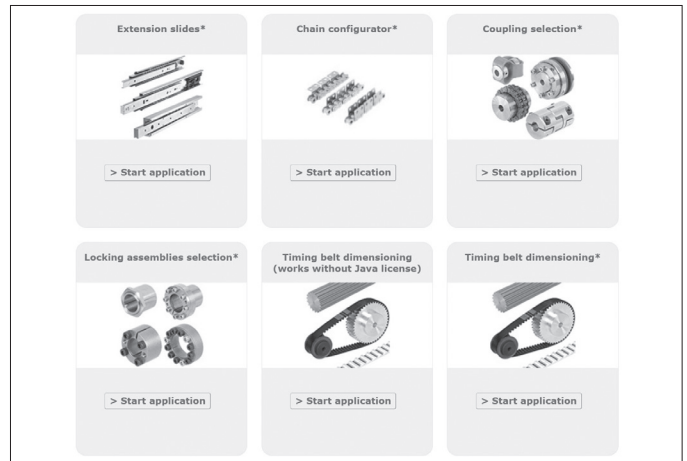 Extension slides*
Chain configurator*
Coupling selection*
> Start application
> Start application
> Start application
Locking assemblies selection*
Timing belt dimensioning
(works without Java license)
Timing belt dimensioning*
> Start application
> Start application
> Start application